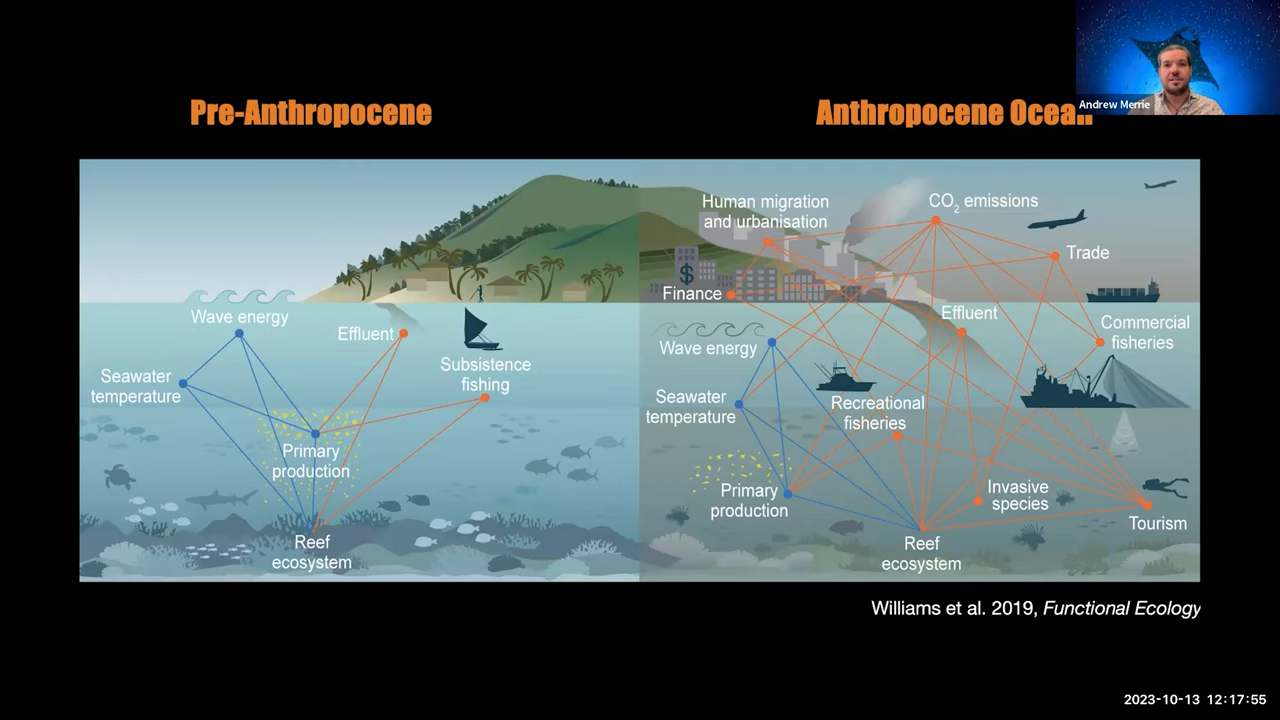 Andrew Merrie
Pre-Anthropocene
Anthropocene Ocean
Human migration
and urbanisation
CO2 emissions
Trade
$
Finance
Wave energy
Effluent
Subsistence
fishing
Seawater
temperature
Primary
production
Reef
ecosystem
Effluent
Commercial
fisheries
Wave energy
Seawater
temperature
Recreational
fisheries
Primary
production
Invasive
species
Tourism
Reef
ecosystem
Williams et al. 2019, Functional Ecology
2023-10-13 12:17:55